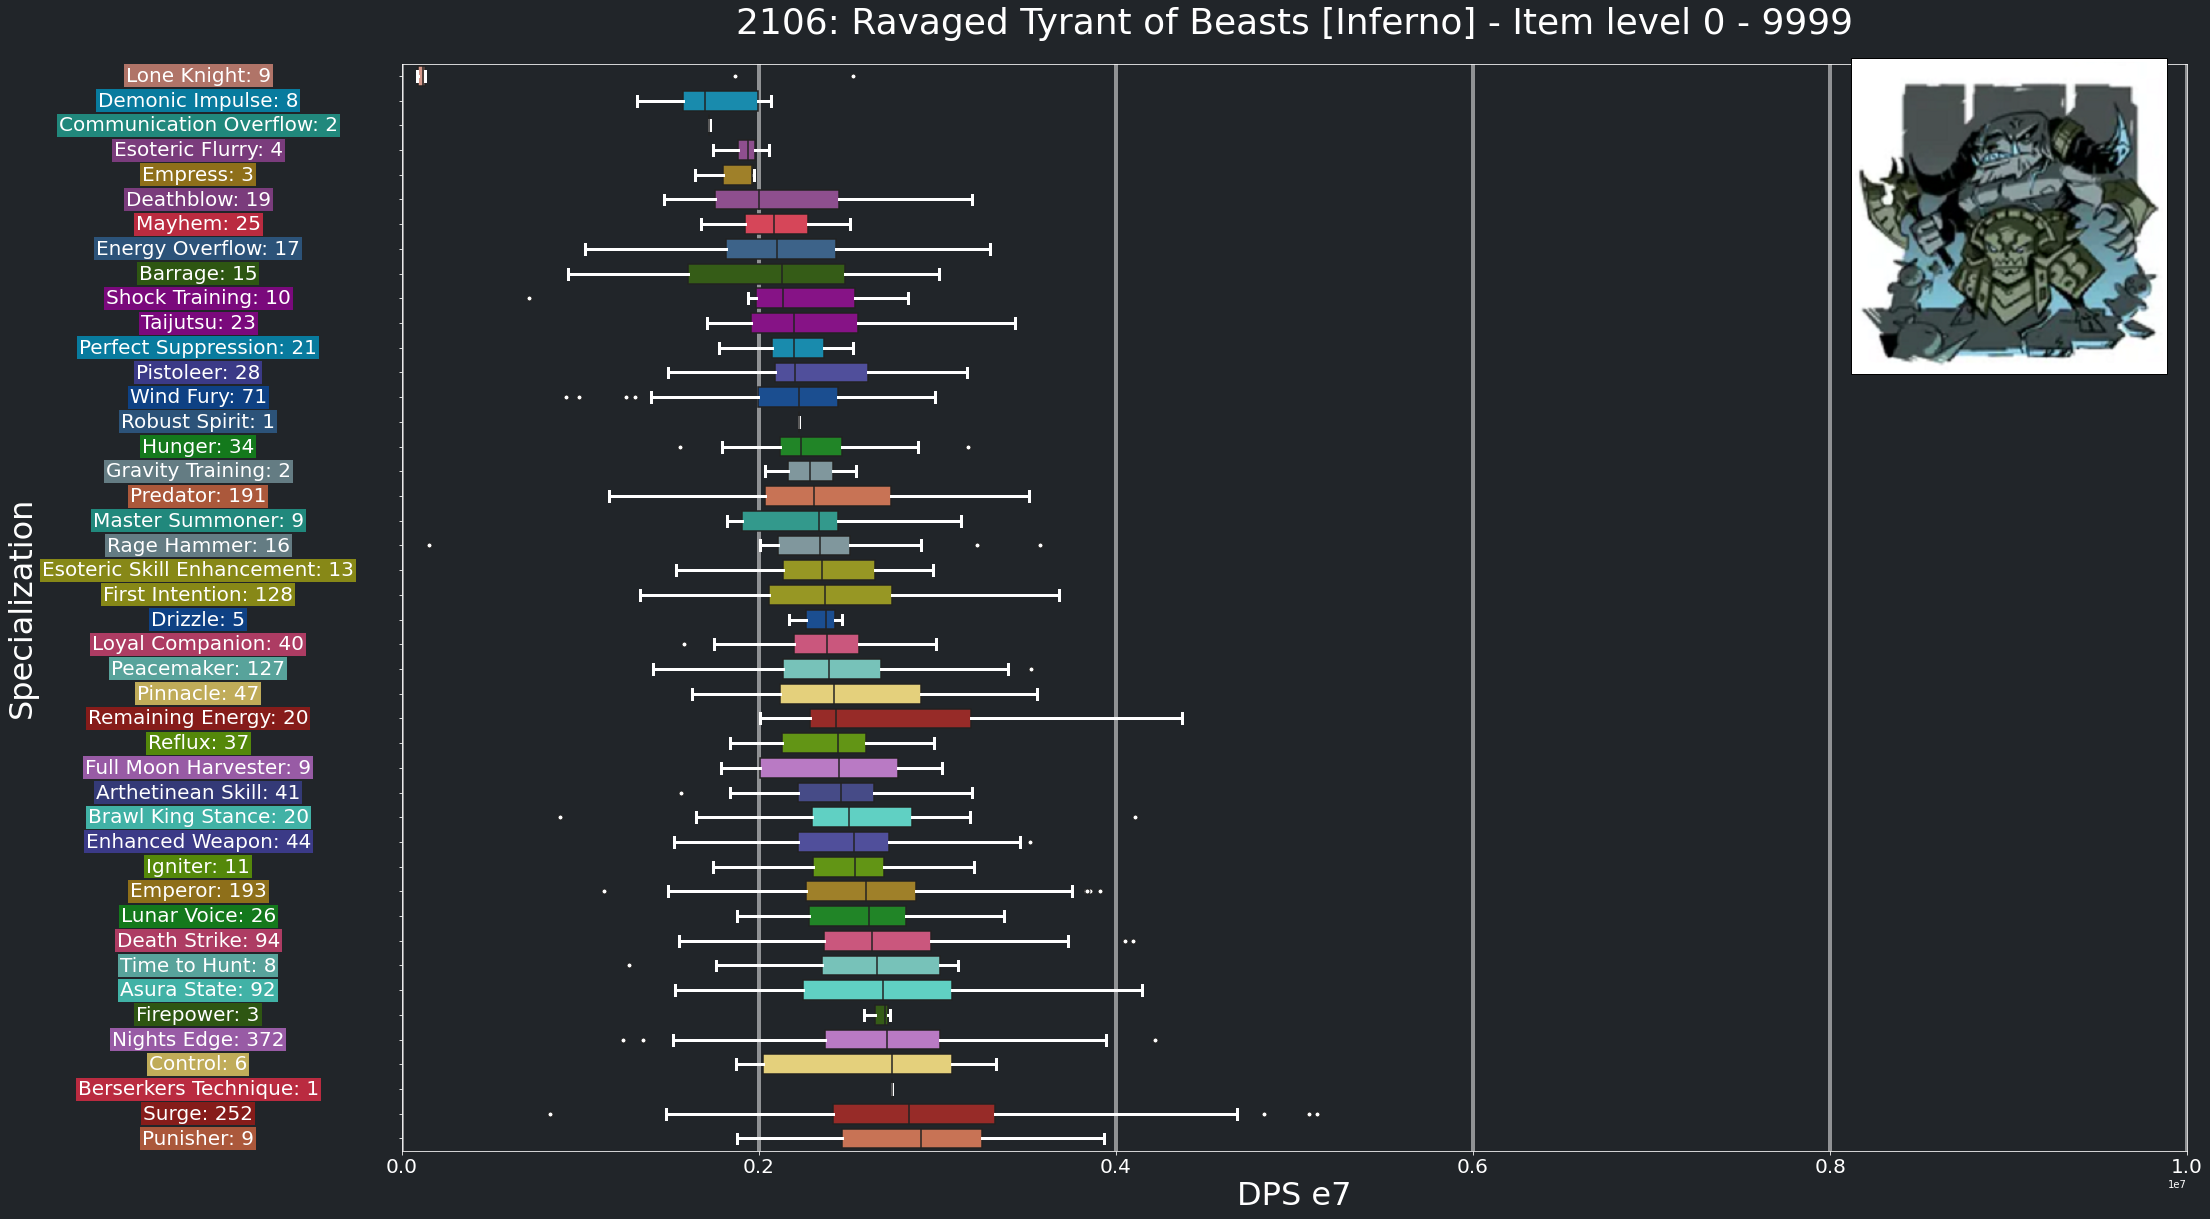 2106: Ravaged Tyrant of Beasts [Inferno] - Item level 0 - 9999
Specialization
Lone Knight: 9
Demonic Impulse: 8
Communication Overflow: 2
Esoteric Flurry: 4
Empress: 3
Deathblow: 19
Mayhem: 25
Energy Overflow: 17
Barrage: 15
Shock Training: 10
Taijutsu: 23
Perfect Suppression: 21
Pistoleer: 28
Wind Fury: 71
Robust Spirit: 1
Hunger: 34
Gravity Training: 2
Predator: 191
Master Summoner: 9
Rage Hammer: 16
Esoteric Skill Enhancement: 13
First Intention: 128
Drizzle: 5
Loyal Companion: 40
Peacemaker: 127
Pinnacle: 47
Remaining Energy: 20
Reflux: 37
Full Moon Harvester: 9
Arthetinean Skill: 41
Brawl King Stance: 20
Enhanced Weapon: 44
Igniter: 11
Emperor: 193
Lunar Voice: 26
Death Strike: 94
Time to Hunt: 8
Asura State: 92
Firepower: 3
Nights Edge: 372
Control: 6
Berserkers Technique: 1
Surge: 252
Punisher: 9
0.0 0.2 0.4 0.6 0.8 1.0
1e7
DPS e7